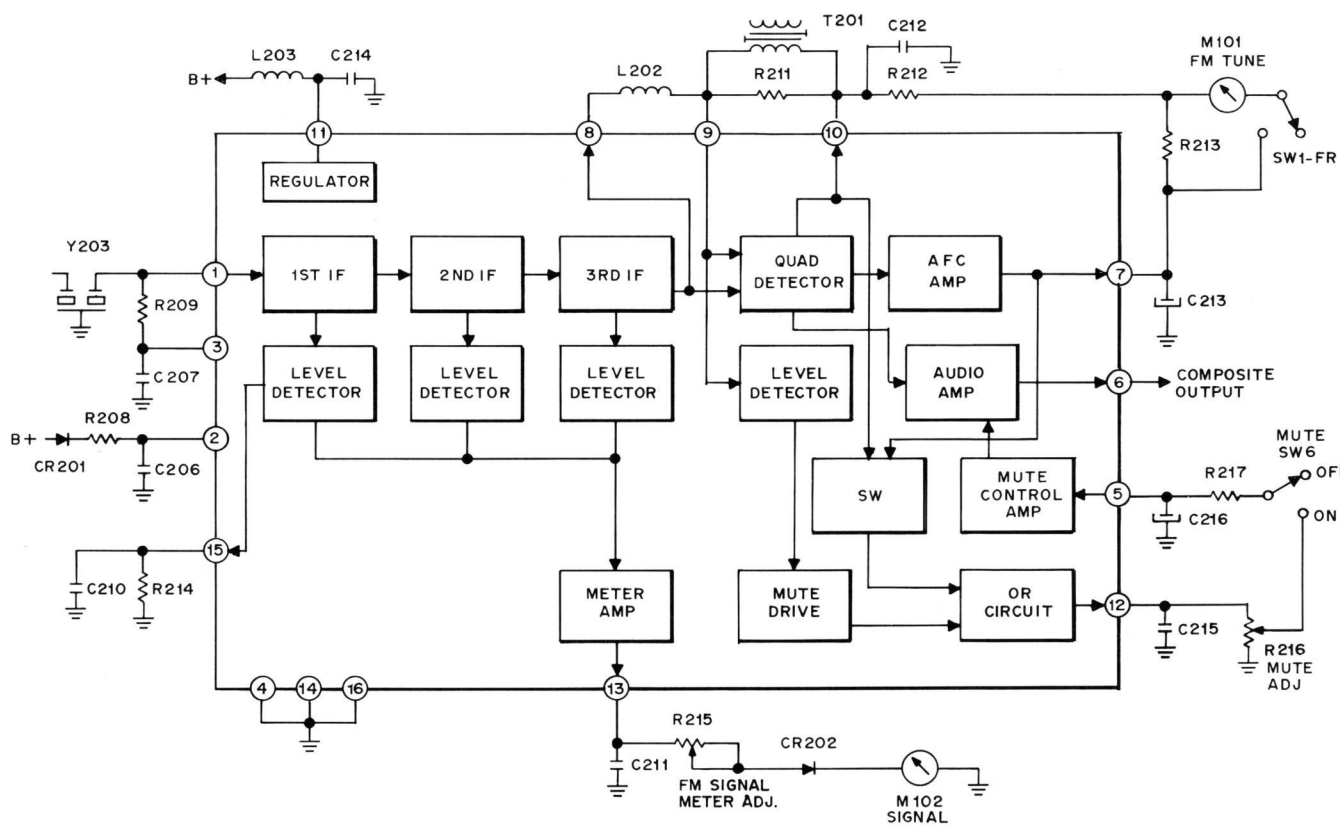 T201
C212
M101
FM TUNE
L203
C214
B+
L202
R211
R212
R213
SW1-FR
11
8
9
10
REGULATOR
Y203
1
1ST IF
2ND IF
3RD IF
QUAD
DETECTOR
AFC
AMP
7
C213
R209
3
C207
LEVEL
DETECTOR
LEVEL
DETECTOR
LEVEL
DETECTOR
LEVEL
DETECTOR
AUDIO
AMP
6
COMPOSITE
OUTPUT
B+
R208
2
CR201
C206
SW
MUTE
CONTROL
AMP
5
R217
C216
MUTE
SW6
OF
ON
15
C210
R214
METER
AMP
MUTE
DRIVE
OR
CIRCUIT
12
C215
R216
MUTE
ADJ
4
14
16
13
R215
C211
FM SIGNAL
METER ADJ.
CR202
M102
SIGNAL